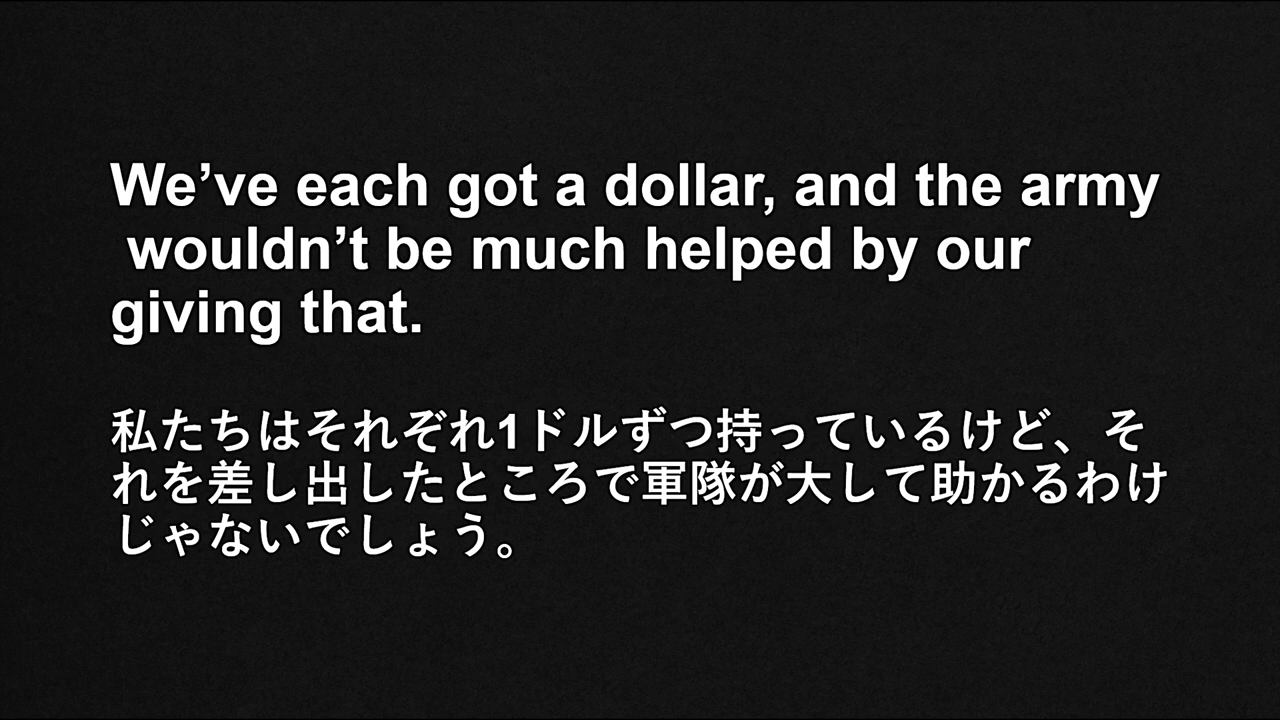 We’ve each got a dollar, and the army
wouldn’t be much helped by our
giving that.
私たちはそれぞれ1ドルずつ持っているけど、そ
れを差し出したところで軍隊が大して助かるわけ
じゃないでしょう。